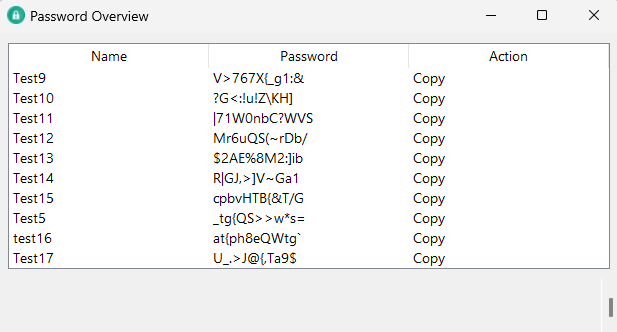 Password Overview
Name Password Action
Test9 V>767X{_g1:& Copy
Test10 ?G<:!u!Z\KH] Copy
Test11 |71W0nbC?WVS Copy
Test12 Mr6uQS(~rDb/ Copy
Test13 $2AE%8M2:]ib Copy
Test14 R|GJ,>]V~Ga1 Copy
Test15 cpbvHTB{&T/G Copy
Test5 _tg{QS>>w*s= Copy
test16 at{ph8eQWtg` Copy
Test17 U_.>J@{,Ta9$ Copy